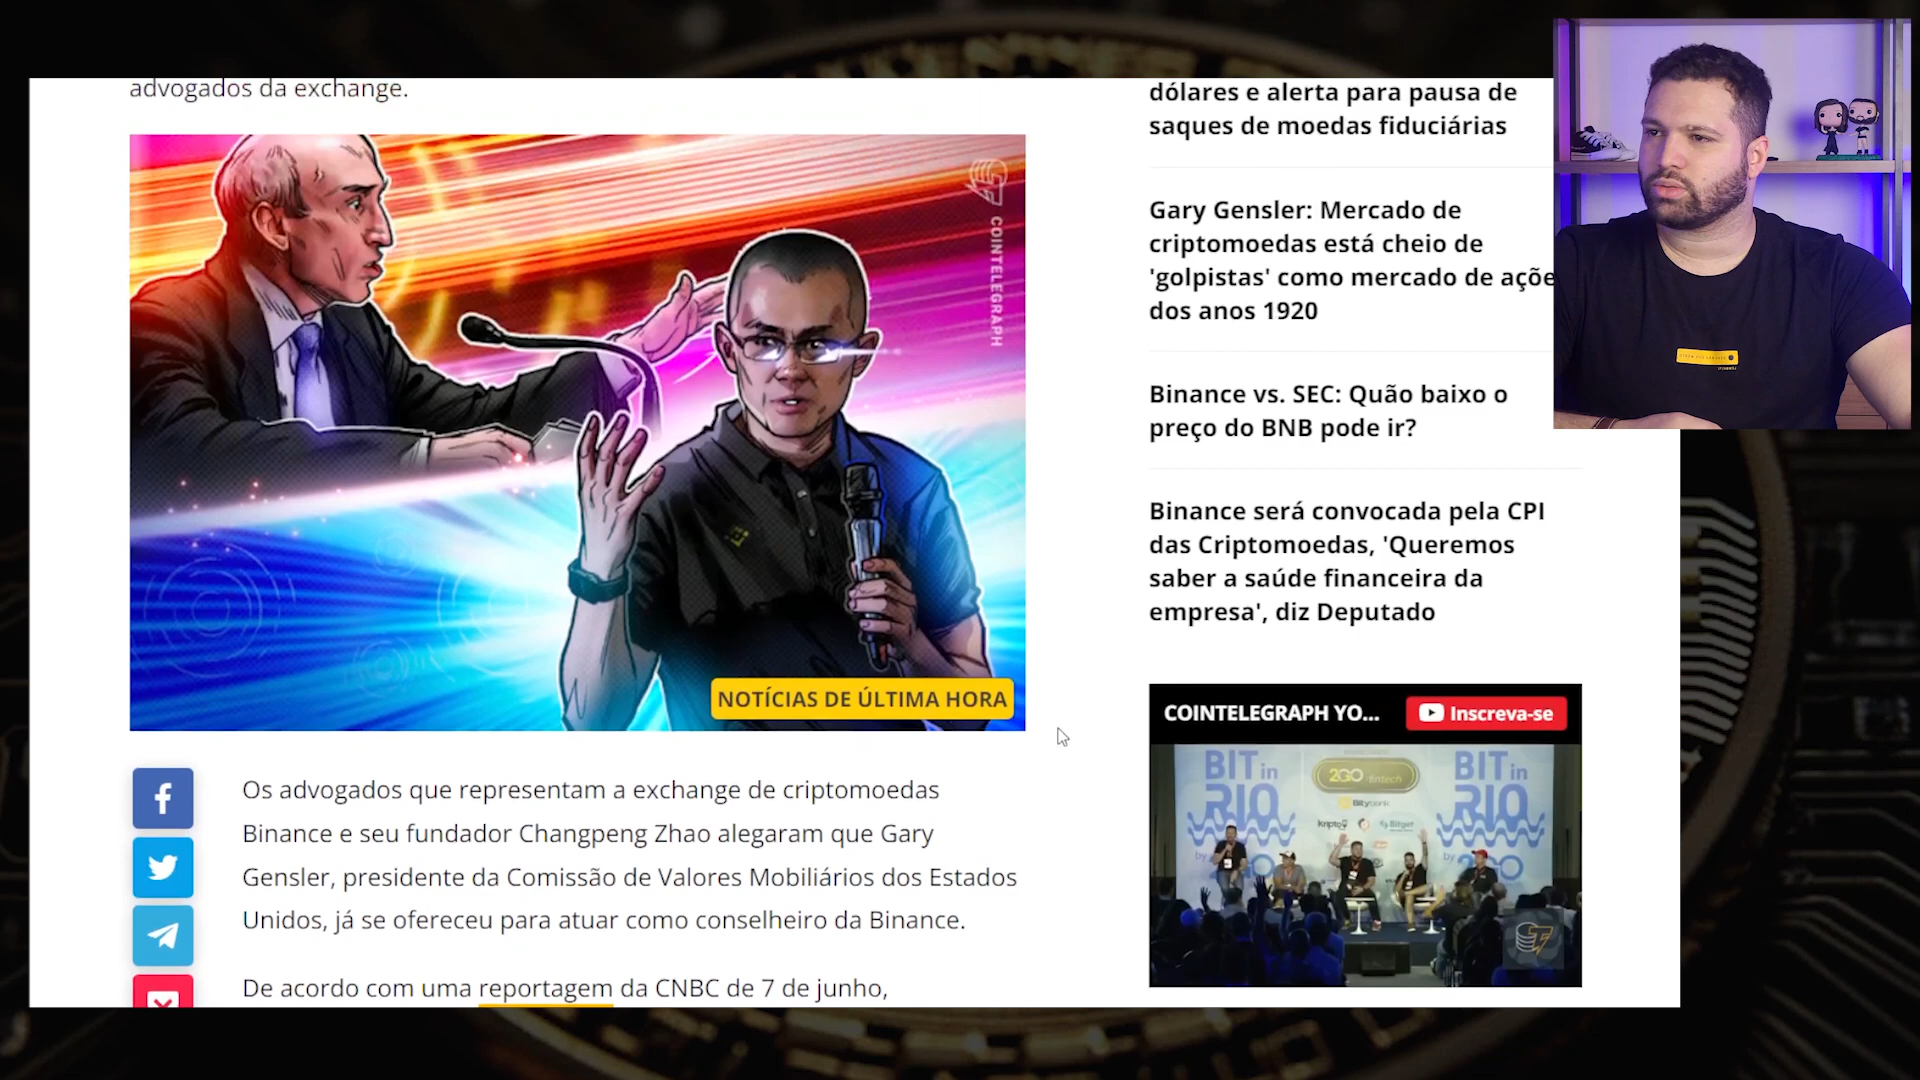 advogados da exchange.
COINTELEGRAPH
NOTÍCIAS DE ÚLTIMA HORA
Os advogados que representam a exchange de criptomoedas
Binance e seu fundador Changpeng Zhao alegaram que Gary
Gensler, presidente da Comissão de Valores Mobiliários dos Estados
Unidos, já se ofereceu para atuar como conselheiro da Binance.
De acordo com uma reportagem da CNBC de 7 de junho,
dólares e alerta para pausa de
saques de moedas fiduciárias
Gary Gensler: Mercado de
criptomoedas está cheio de
'golpistas' como mercado de açõe
dos anos 1920
Binance vs. SEC: Quão baixo o
preço do BNB pode ir?
Binance será convocada pela CPI
das Criptomoedas, 'Queremos
saber a saúde financeira da
empresa', diz Deputado
COINTELEGRAPH YO...
Inscreva-se
BIT in
RIO
2GO fintech
Bitybank
kripto
Bitget
BIT in
RIO
by 2GO